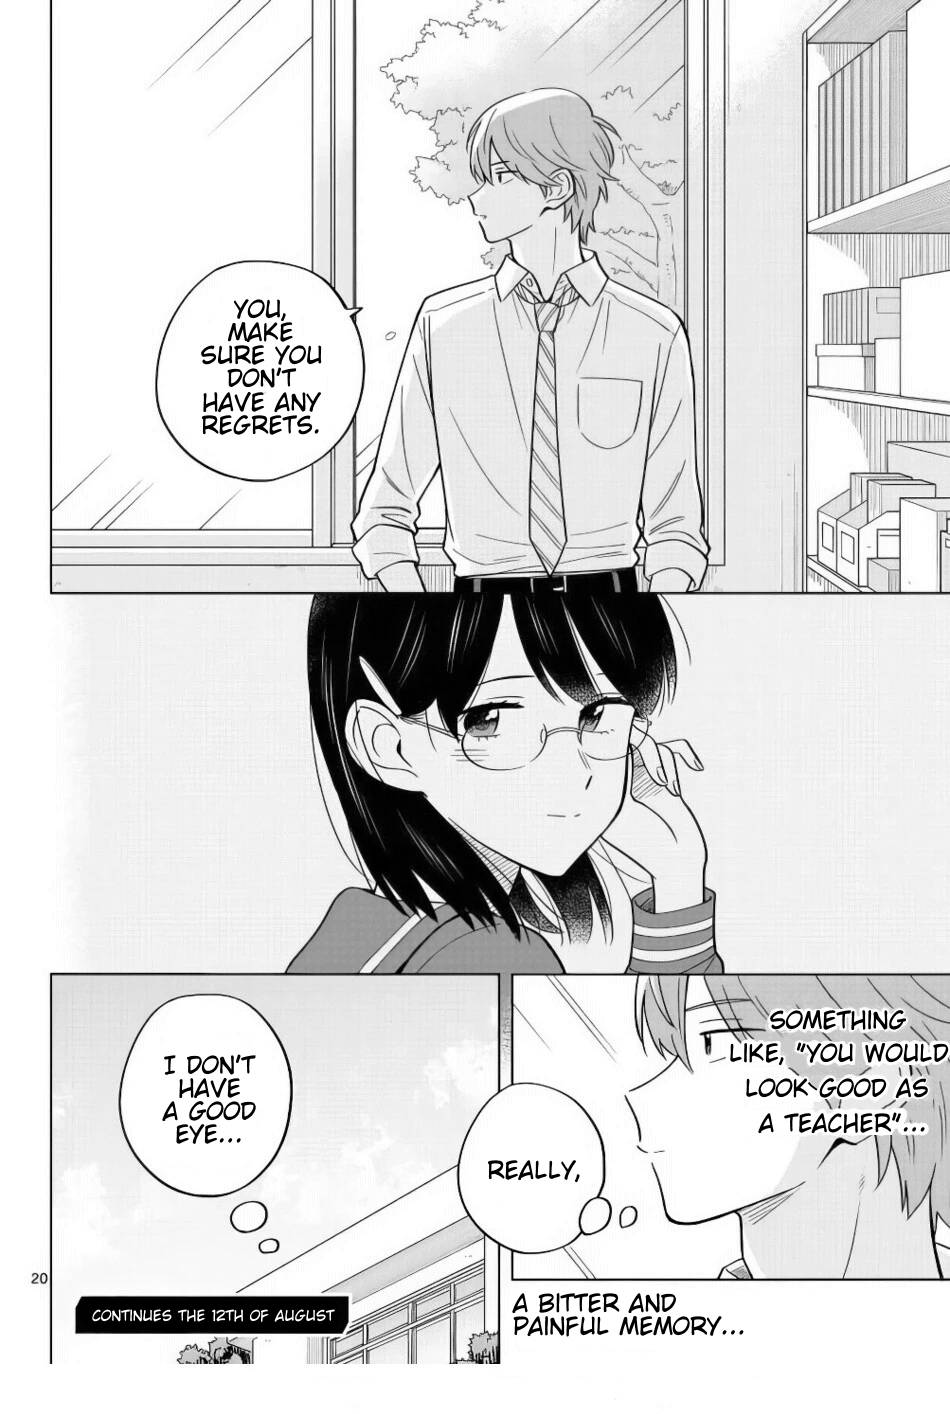 YOU,
MAKE
SURE YOU
DON'T
HAVE ANY
REGRETS.
SOMETHING
LIKE, "YOU WOULD
LOOK GOOD AS
A TEACHER"...
REALLY,
I DON'T
HAVE
A GOOD
EYE...
A BITTER AND
PAINFUL MEMORY...
20
CONTINUES THE 12TH OF AUGUST